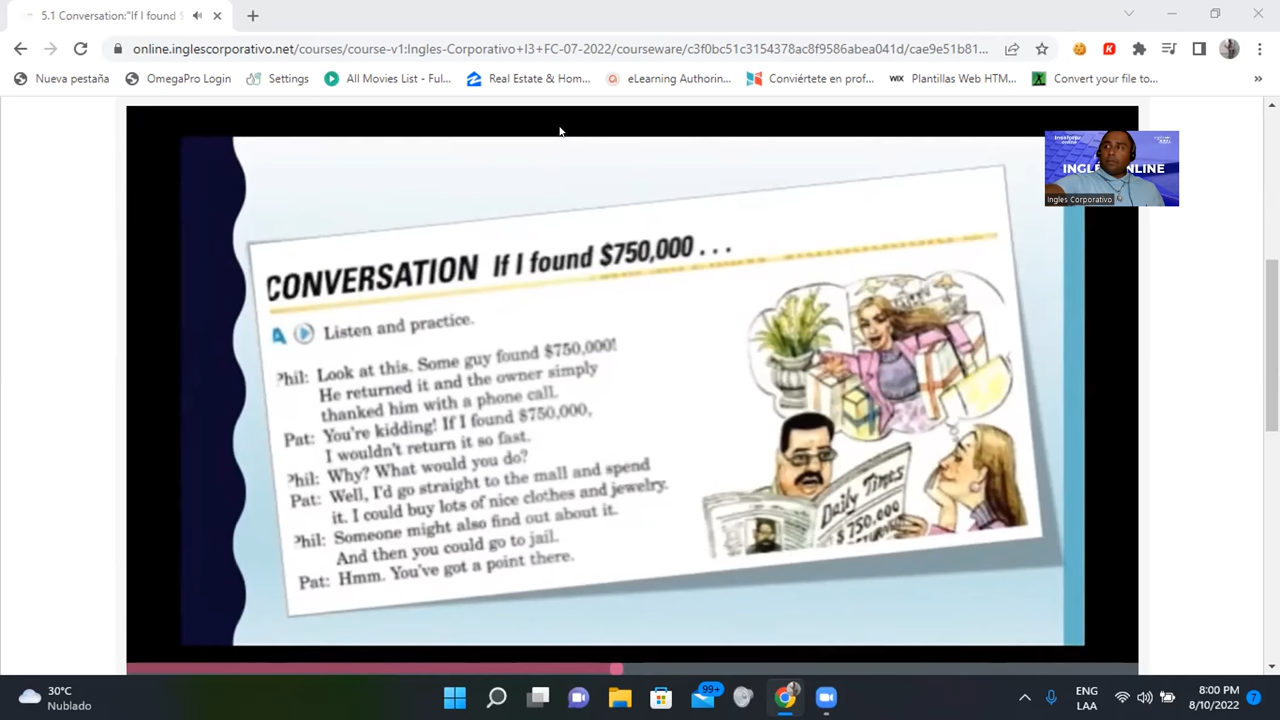 5.1 Conversation:"If I found $
online.inglescorporativo.net/courses/course-v1:Ingles-Corporativo+I3+FC-07-2022/courseware/c3f0bc51c3154378ac8f9586abea041d/cae9e51b81...
Nueva pestaña
OmegaPro Login
Settings
All Movies List - Ful...
Real Estate & Hom...
eLearning Authorin...
Conviértete en prof...
WIX
Plantillas Web HTM...
Convert your file to...
»
INGLÉS ONLINE
Ingles Corporativo
CONVERSATION If I found $750,000 . . .
A Listen and practice.
Phil: Look at this. Some guy found $750,000!
He returned it and the owner simply
thanked him with a phone call.
Pat: You're kidding! If I found $750,000,
I wouldn't return it so fast.
Phil: Why? What would you do?
Pat: Well, I'd go straight to the mall and spend
it. I could buy lots of nice clothes and jewelry.
Phil: Someone might also find out about it.
And then you could go to jail.
Pat: Hmm. You've got a point there.
Daily Times
$750,000
30°C
Nublado
99+
ENG
LAA
8:00 PM
8/10/2022
7